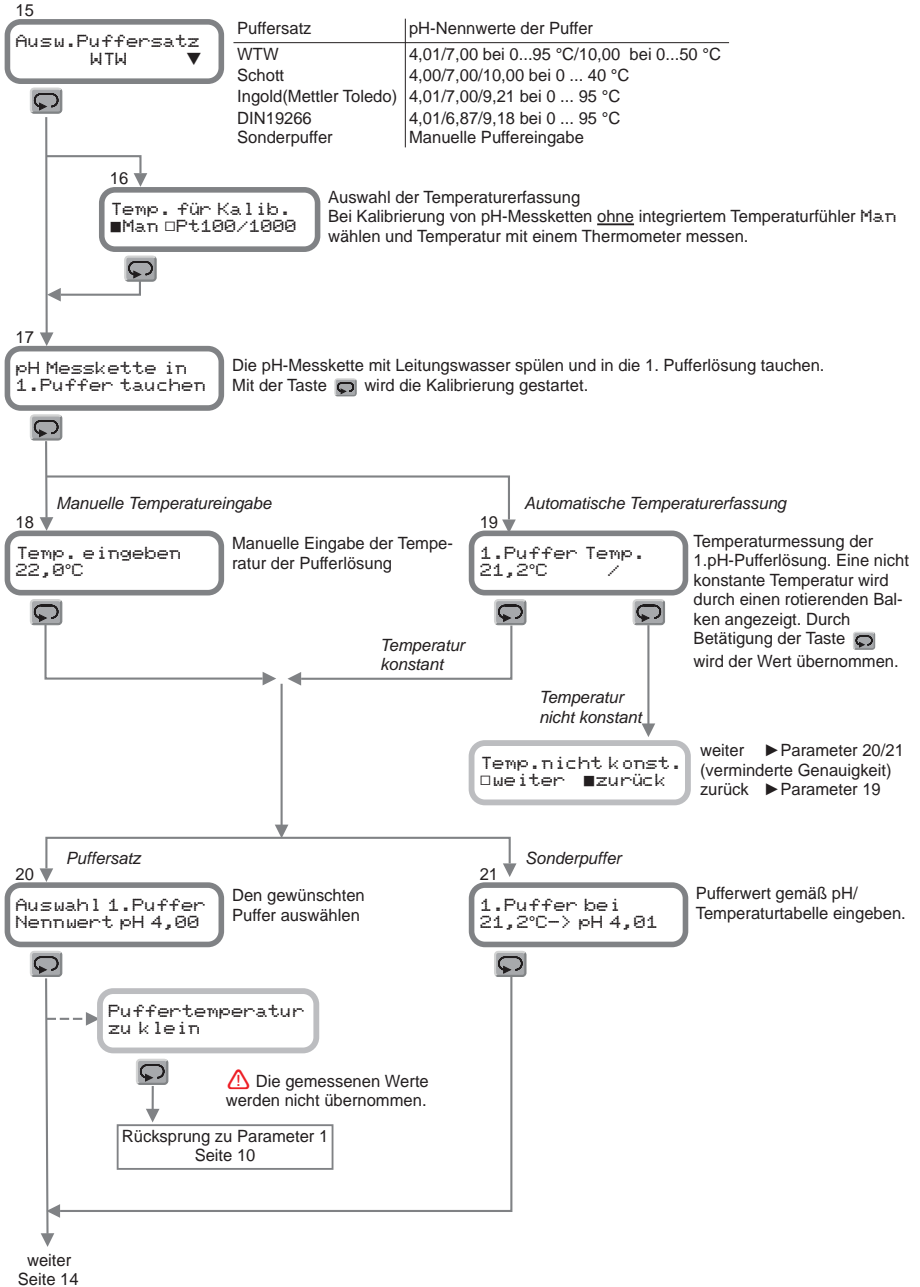 15
Ausw.Puffersatz
WTW ▼
Puffersatz pH-Nennwerte der Puffer
WTW 4,01/7,00 bei 0...95 °C/10,00 bei 0...50 °C
Schott 4,00/7,00/10,00 bei 0 ... 40 °C
Ingold(Mettler Toledo) 4,01/7,00/9,21 bei 0 ... 95 °C
DIN19266 4,01/6,87/9,18 bei 0 ... 95 °C
Sonderpuffer Manuelle Puffereingabe
16
Temp. für Kalib.
■Man □Pt100/1000
Auswahl der Temperaturerfassung
Bei Kalibrierung von pH-Messketten ohne integriertem Temperaturfühler Man
wählen und Temperatur mit einem Thermometer messen.
17
pH Messkette in
1.Puffer tauchen
Die pH-Messkette mit Leitungswasser spülen und in die 1. Pufferlösung tauchen.
Mit der Taste wird die Kalibrierung gestartet.
Manuelle Temperatureingabe
18
Temp. eingeben
22,0°C
Manuelle Eingabe der Tempe-
ratur der Pufferlösung
Automatische Temperaturerfassung
19
1.Puffer Temp.
21,2°C /
Temperaturmessung der
1.pH-Pufferlösung. Eine nicht
konstante Temperatur wird
durch einen rotierenden Bal-
ken angezeigt. Durch
Betätigung der Taste
wird der Wert übernommen.
Temperatur
konstant
Temperatur
nicht konstant
Temp.nicht konst.
□weiter ■zurück
weiter ►Parameter 20/21
(verminderte Genauigkeit)
zurück ►Parameter 19
Puffersatz
20
Auswahl 1.Puffer
Nennwert pH 4,00
Den gewünschten
Puffer auswählen
Sonderpuffer
21
1.Puffer bei
21,2°C-> pH 4,01
Pufferwert gemäß pH/
Temperaturtabelle eingeben.
Puffertemperatur
zu klein
Die gemessenen Werte
werden nicht übernommen.
Rücksprung zu Parameter 1
Seite 10
weiter
Seite 14